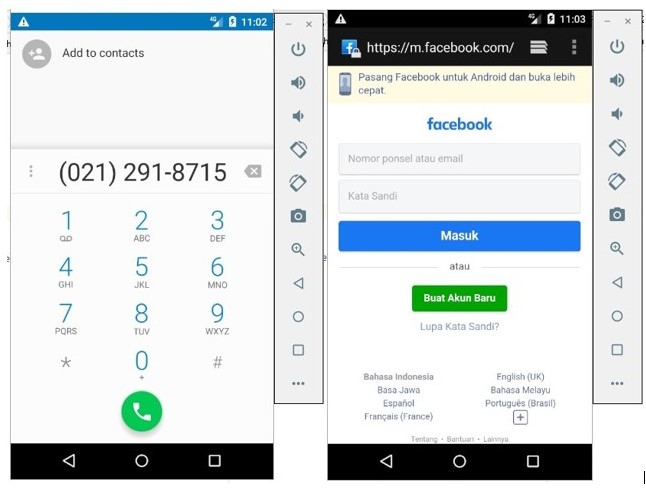 4G 11:02
Add to contacts
(021) 291-8715
1 2 3
ABC DEF
4 5 6
GHI JKL MNO
7 8 9
PQRS TUV WXYZ
* 0 #
+
4G 11:03
https://m.facebook.com/
Pasang Facebook untuk Android dan buka lebih
cepat.
facebook
Nomor ponsel atau email
Kata Sandi
Masuk
atau
Buat Akun Baru
Lupa Kata Sandi?
Bahasa Indonesia English (UK)
Basa Jawa Bahasa Melayu
Español Português (Brasil)
Français (France) +
Tentang · Bantuan · Lainnya